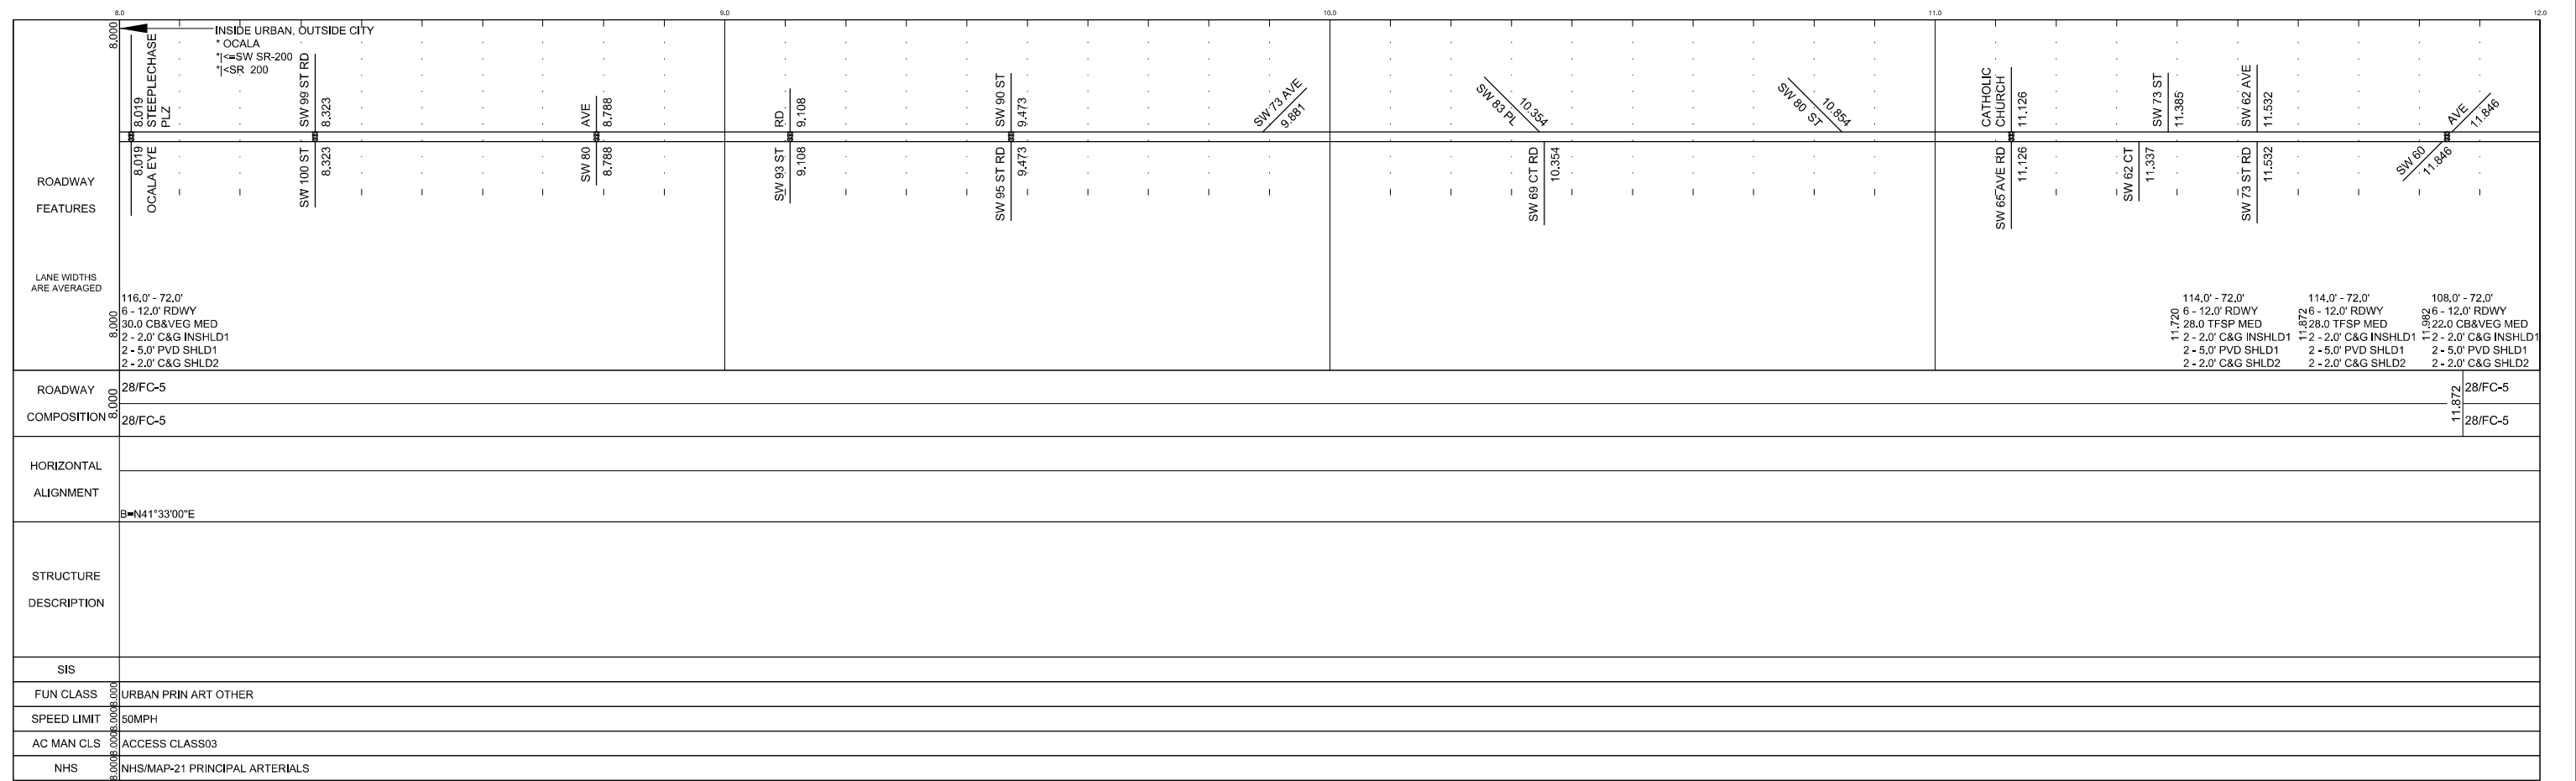 8.0
9.0
10.0
11.0
12.0
8.000
INSIDE URBAN, OUTSIDE CITY
* OCALA
*|<=SW SR-200
*|<SR 200
8.019
STEEPLECHASE
PLZ
SW 99 ST RD
8.323
AVE
8.788
RD
9.108
SW 90 ST
9.473
SW 73 AVE
9.881
10.354
SW 83 PL
10.854
SW 80 ST
CATHOLIC
CHURCH
11.126
SW 73 ST
11.385
SW 62 AVE
11.532
AVE
11.846
ROADWAY
FEATURES
8.019
OCALA EYE
SW 100 ST
8.323
SW 80
8.788
SW 93 ST
9.108
SW 95 ST RD
9.473
SW 69 CT RD
10.354
SW 65 AVE RD
11.126
SW 62 CT
11.337
SW 73 ST RD
11.532
SW 60
11.846
LANE WIDTHS
ARE AVERAGED
8.000
116.0' - 72.0'
6 - 12.0' RDWY
30.0 CB&VEG MED
2 - 2.0' C&G INSHLD1
2 - 5.0' PVD SHLD1
2 - 2.0' C&G SHLD2
11.720
114.0' - 72.0'
6 - 12.0' RDWY
28.0 TFSP MED
2 - 2.0' C&G INSHLD1
2 - 5.0' PVD SHLD1
2 - 2.0' C&G SHLD2
11.872
114.0' - 72.0'
6 - 12.0' RDWY
28.0 TFSP MED
2 - 2.0' C&G INSHLD1
2 - 5.0' PVD SHLD1
2 - 2.0' C&G SHLD2
11.982
108.0' - 72.0'
6 - 12.0' RDWY
22.0 CB&VEG MED
2 - 2.0' C&G INSHLD1
2 - 5.0' PVD SHLD1
2 - 2.0' C&G SHLD2
ROADWAY
COMPOSITION
8.000
28/FC-5
28/FC-5
11.872
28/FC-5
28/FC-5
HORIZONTAL
ALIGNMENT
B=N41°33'00"E
STRUCTURE
DESCRIPTION
SIS
FUN CLASS
8.000
URBAN PRIN ART OTHER
SPEED LIMIT
8.000
50MPH
AC MAN CLS
8.000
ACCESS CLASS03
NHS
8.000
NHS/MAP-21 PRINCIPAL ARTERIALS